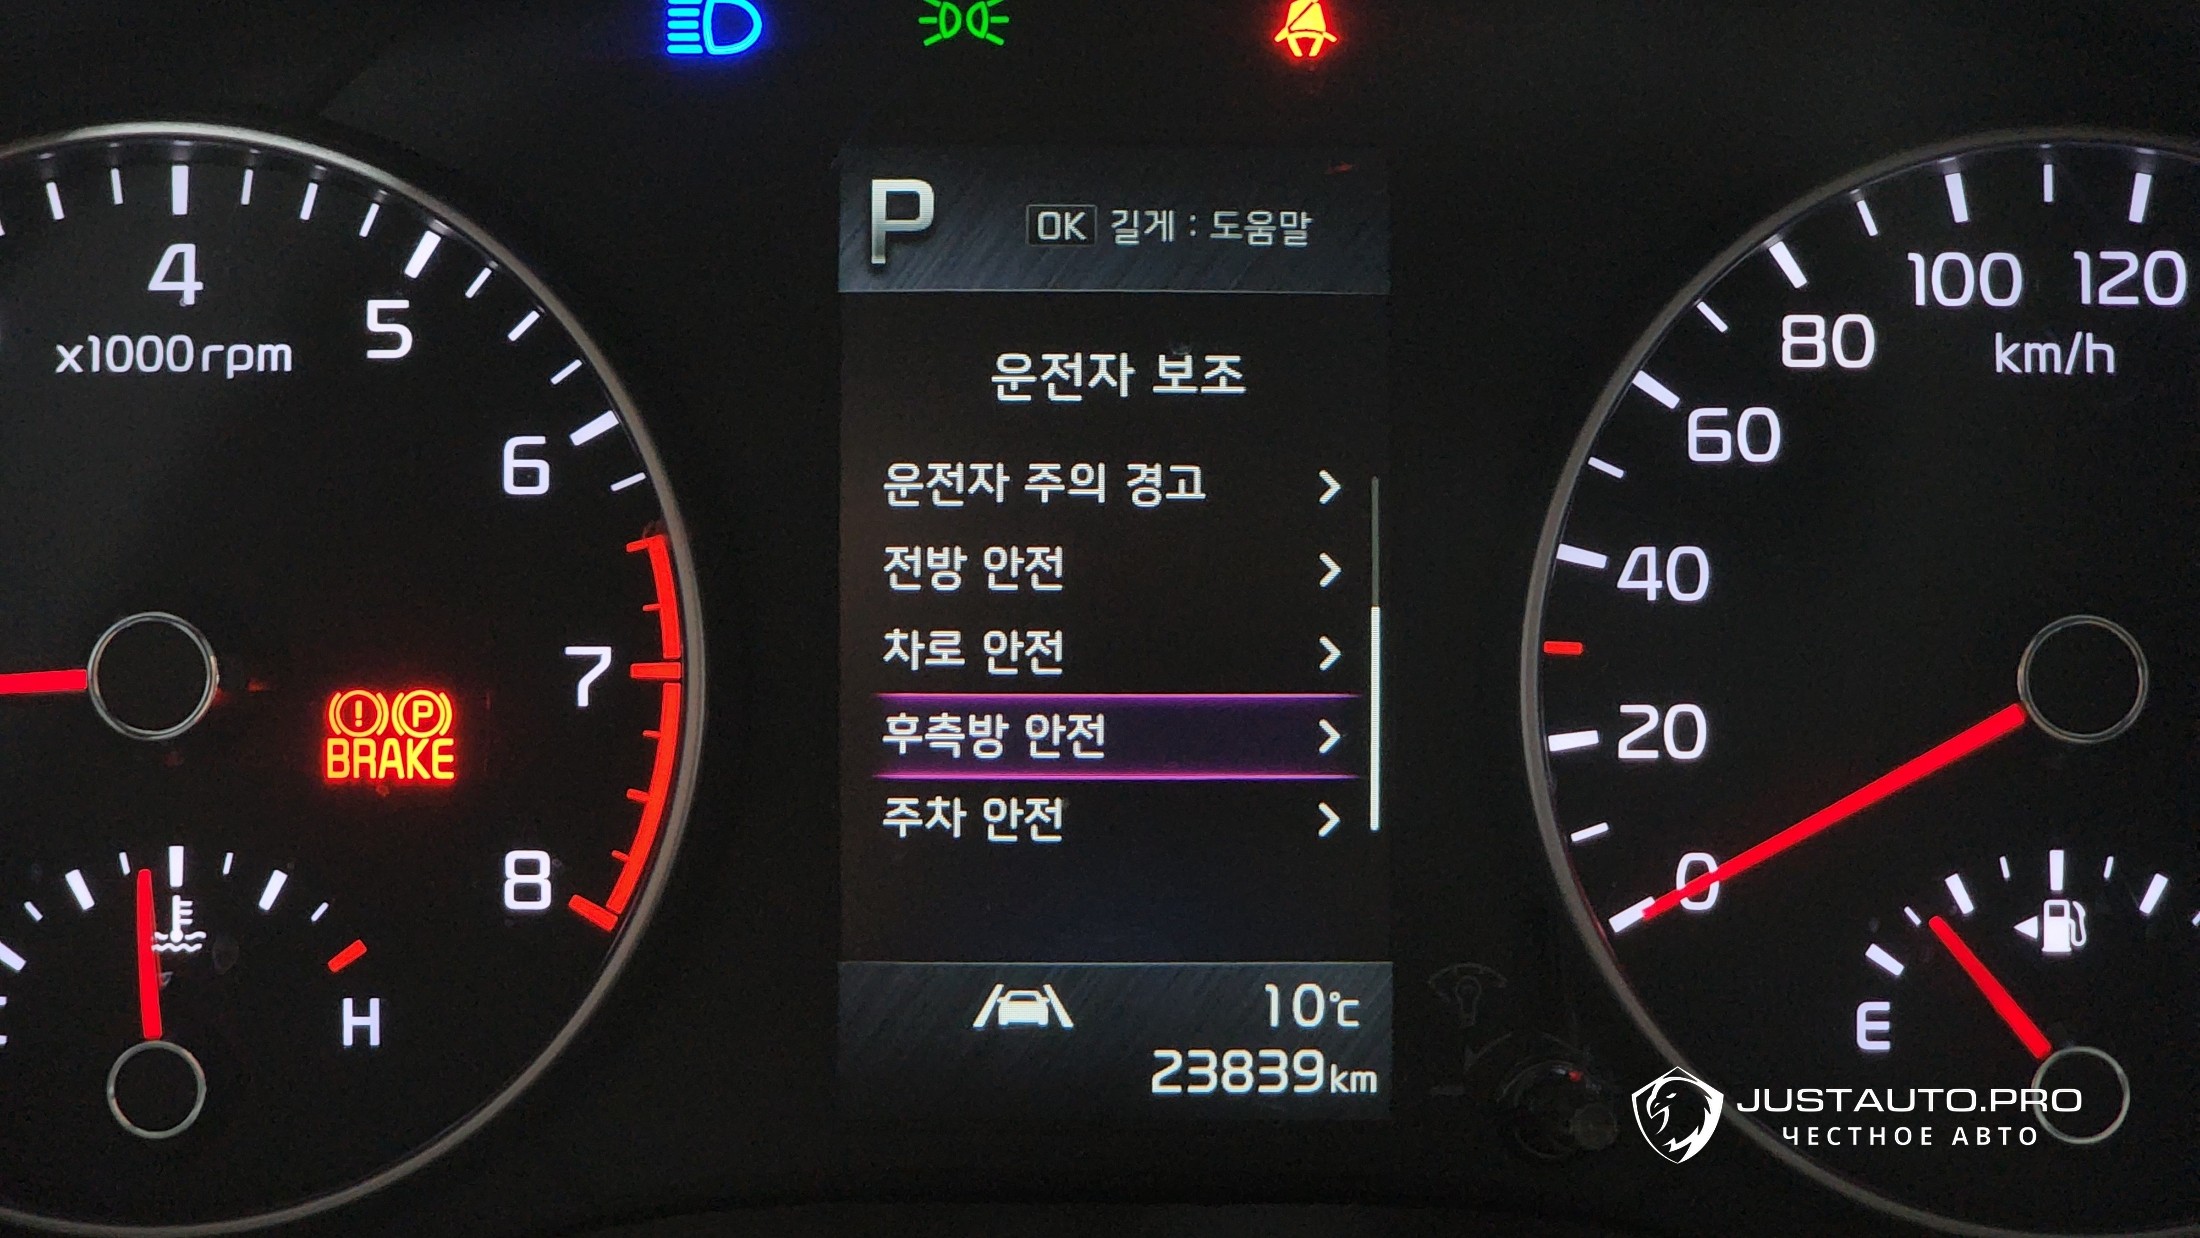 P
OK 길게 : 도움말
운전자 보조
운전자 주의 경고
전방 안전
차로 안전
후측방 안전
주차 안전
10℃
23839km
4
5
6
7
8
x1000rpm
! P
BRAKE
H
120
100
80
60
40
20
0
km/h
E
JUSTAUTO.PRO
ЧЕСТНОЕ АВТО